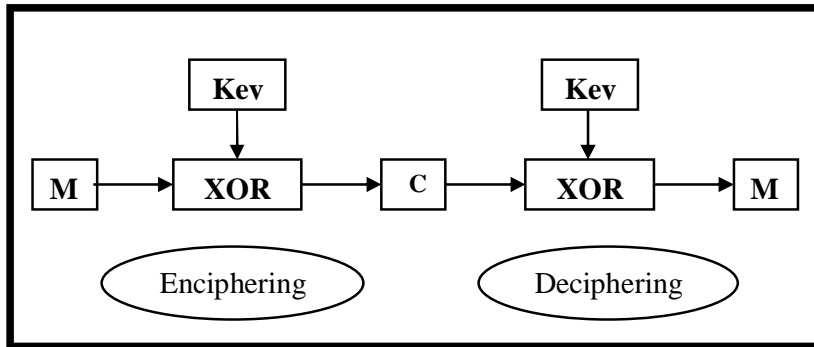 Kev Kev
M XOR C XOR M
Enciphering Deciphering